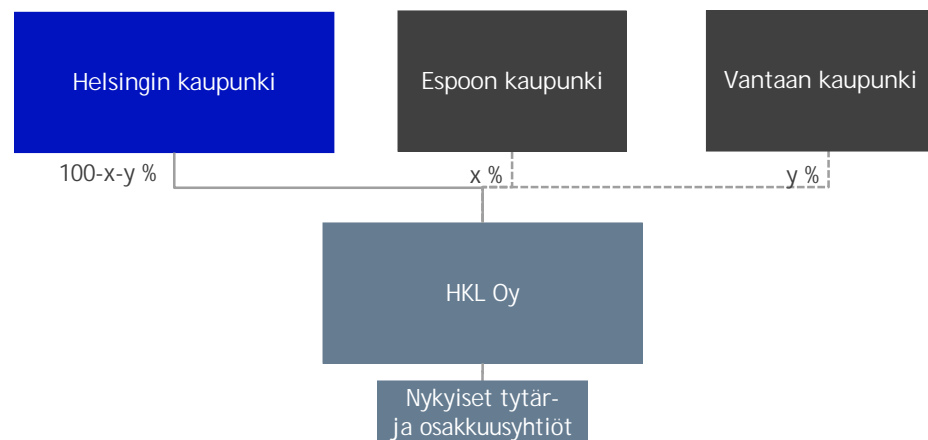 Helsingin kaupunki
Espoon kaupunki
Vantaan kaupunki
100-x-y %
x %
y %
HKL Oy
Nykyiset tytär-
ja osakkuusyhtiöt